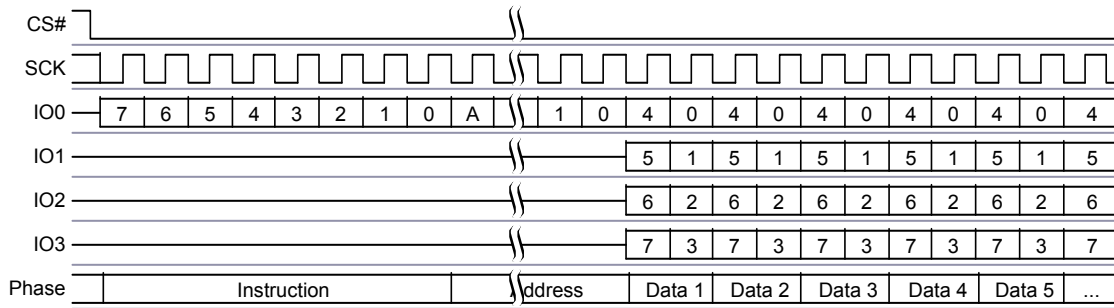 CS#
SCK
IO0 7 6 5 4 3 2 1 0 A 1 0 4 0 4 0 4 0 4 0 4 0 4
IO1 5 1 5 1 5 1 5 1 5 1 5
IO2 6 2 6 2 6 2 6 2 6 2 6
IO3 7 3 7 3 7 3 7 3 7 3 7
Phase Instruction Address Data 1 Data 2 Data 3 Data 4 Data 5 ...